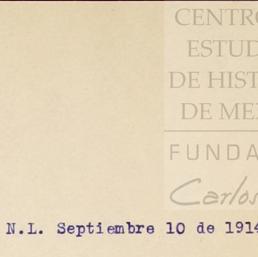 CENTRO
ESTUD
DE HIST
DE ME
FUNDA
Carlos
N.L. Septiembre 10 de 1914